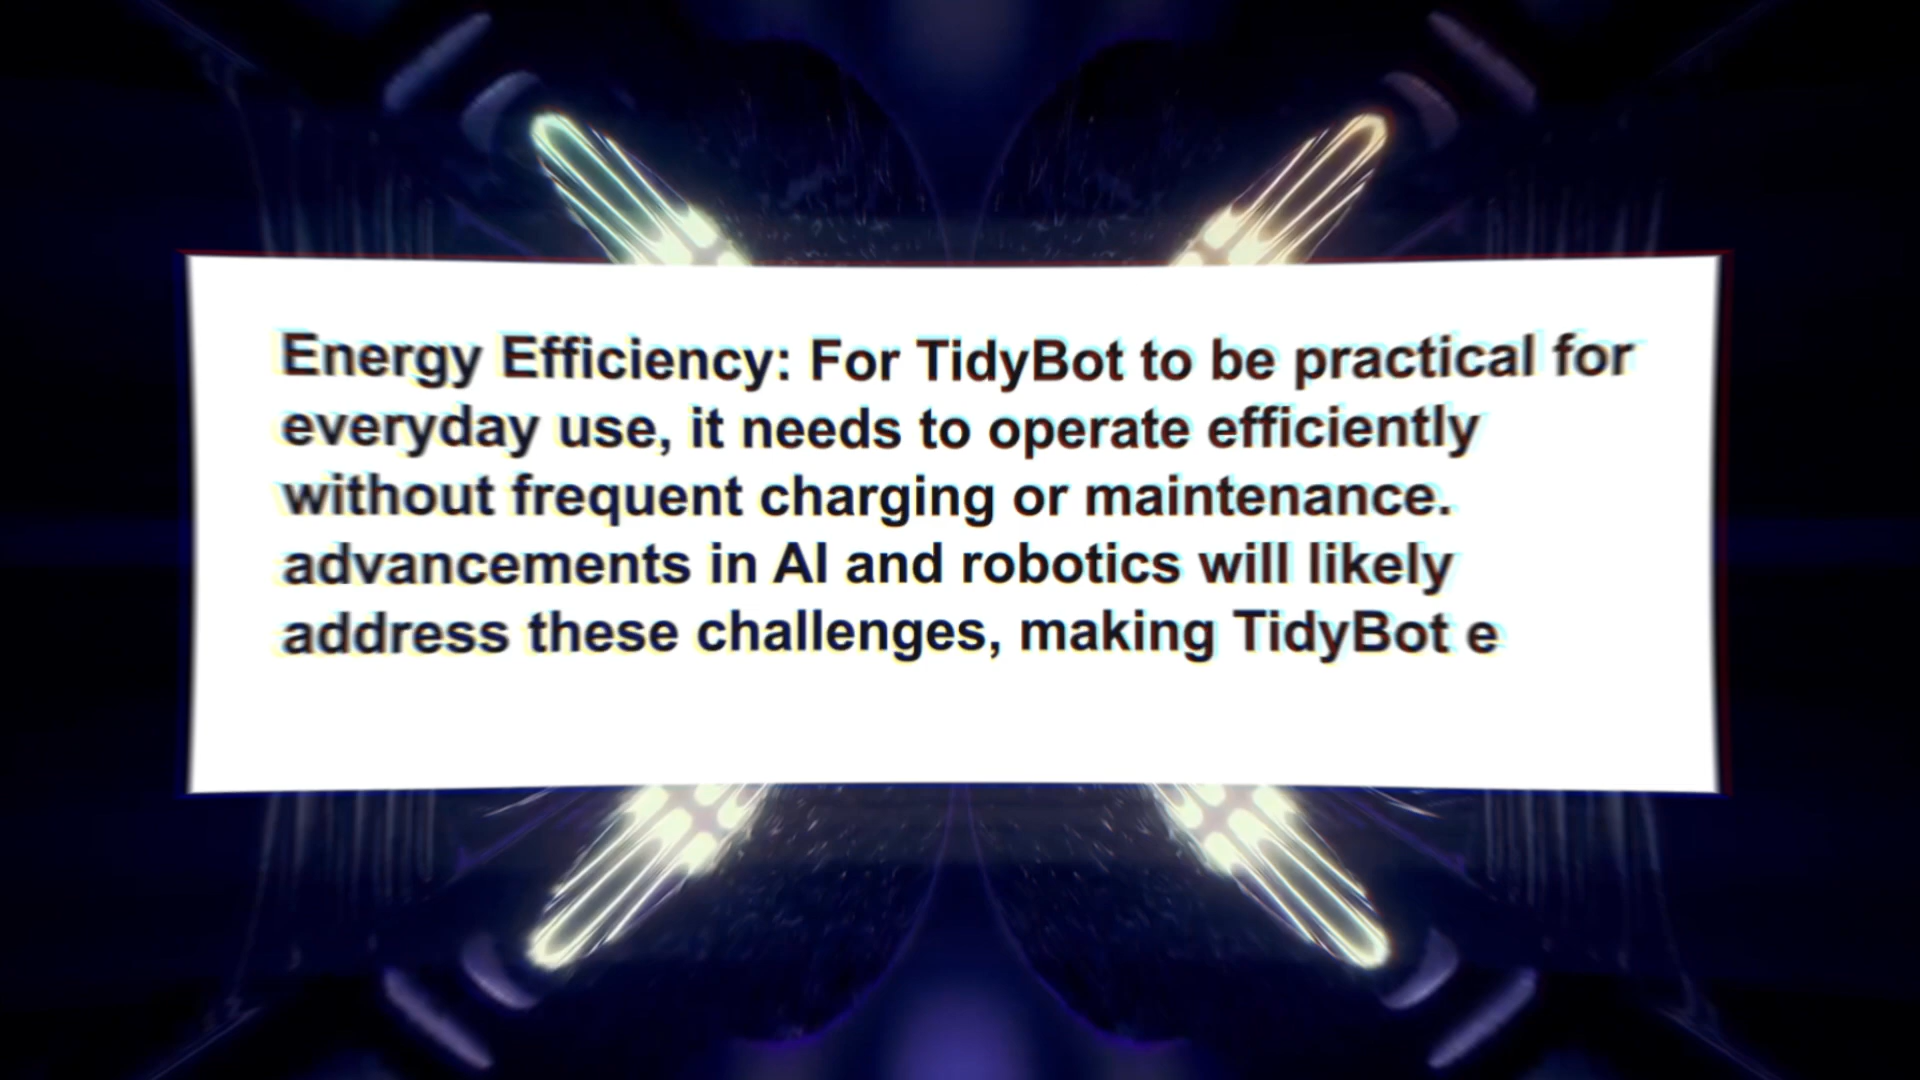 Energy Efficiency: For TidyBot to be practical for
everyday use, it needs to operate efficiently
without frequent charging or maintenance.
advancements in AI and robotics will likely
address these challenges, making TidyBot e